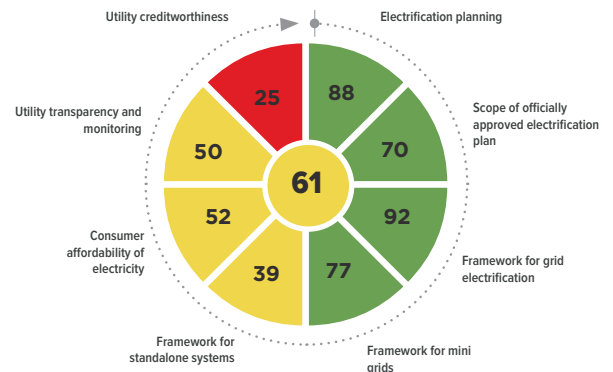 Utility creditworthiness
Electrification planning
25
88
Utility transparency and
monitoring
Scope of officially
approved electrification
plan
50
70
61
52
92
Consumer
affordability of
electricity
Framework for grid
electrification
39
77
Framework for
standalone systems
Framework for mini
grids